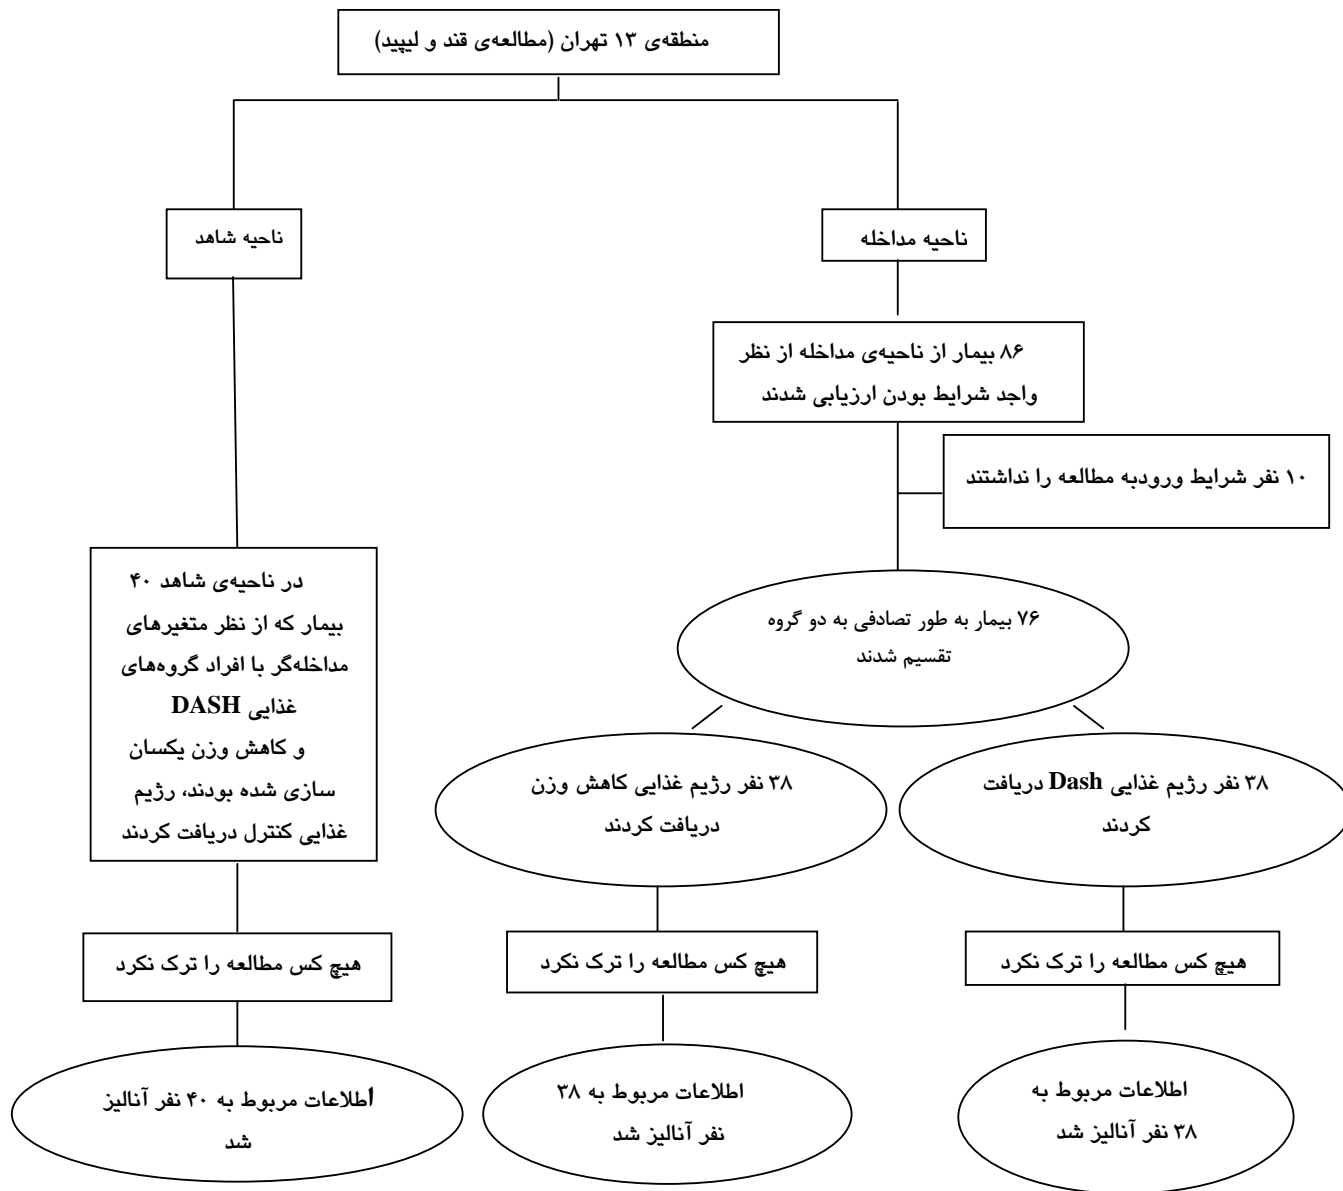 منطقه‌ی ۱۳ تهران (مطالعه‌ی قند و لیپید)
ناحیه مداخله
ناحیه شاهد
۸۶ بیمار از ناحیه‌ی مداخله از نظر
واجد شرایط بودن ارزیابی شدند
۱۰ نفر شرایط ورودبه مطالعه را نداشتند
۷۶ بیمار به طور تصادفی به دو گروه
تقسیم شدند
در ناحیه‌ی شاهد ۴۰
بیمار که از نظر متغیرهای
مداخله‌گر با افراد گروه‌های
غذایی DASH
و کاهش وزن یکسان
سازی شده بودند، رژیم
غذایی کنترل دریافت کردند
۳۸ نفر رژیم غذایی Dash دریافت
کردند
۳۸ نفر رژیم غذایی کاهش وزن
دریافت کردند
هیچ کس مطالعه را ترک نکرد
هیچ کس مطالعه را ترک نکرد
هیچ کس مطالعه را ترک نکرد
اطلاعات مربوط به
۳۸ نفر آنالیز شد
اطلاعات مربوط به ۳۸
نفر آنالیز شد
أطلاعات مربوط به ۴۰ نفر آنالیز
شد